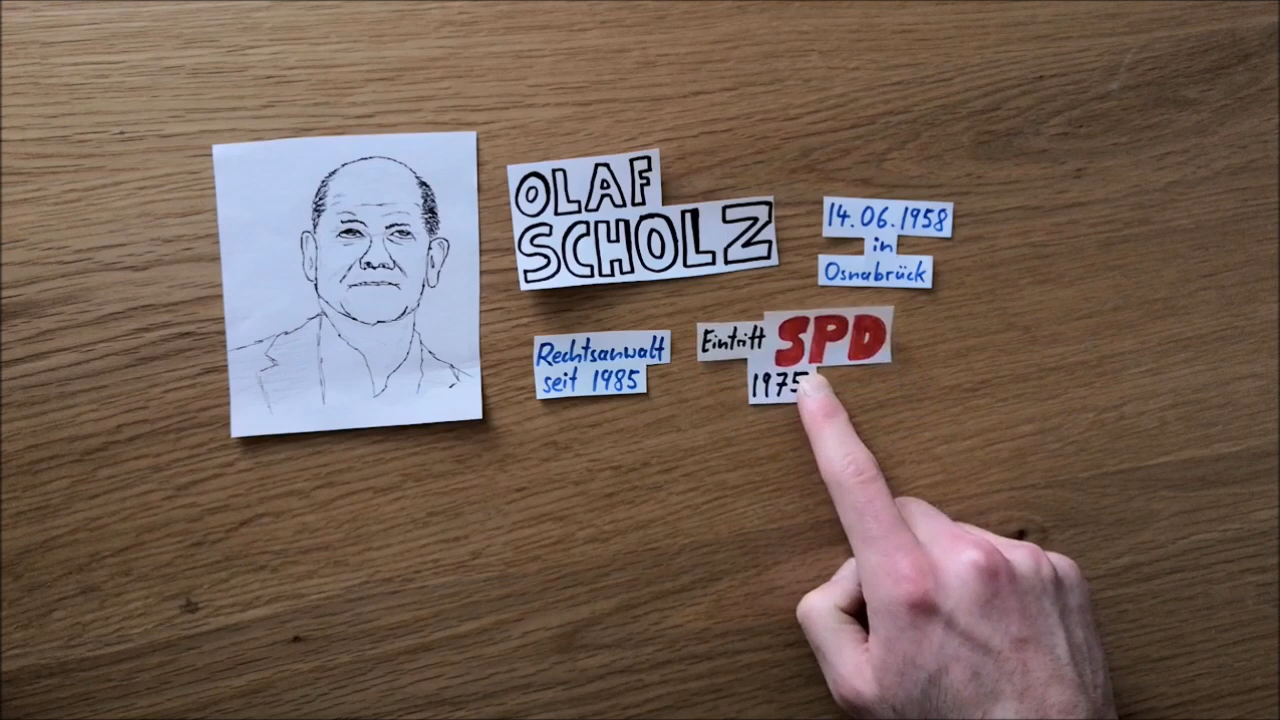 OLAF
SCHOLZ
14.06.1958
in
Osnabrück
Rechtsanwalt
seit 1985
Eintritt SPD
1975